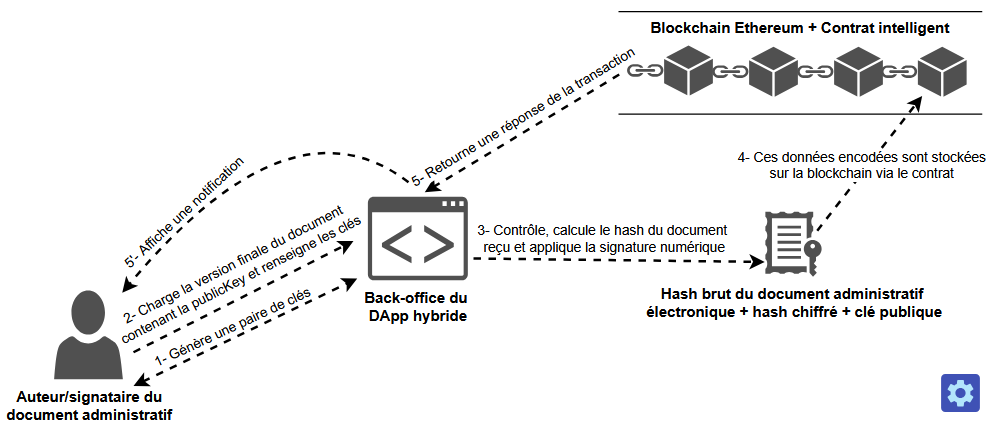 Blockchain Ethereum + Contrat intelligent
5- Retourne une réponse de la transaction
4- Ces données encodées sont stockées
sur la blockchain via le contrat
5'- Affiche une notification
2- Charge la version finale du document
contenant la publicKey et renseigne les clés
3- Contrôle, calcule le hash du document
reçu et applique la signature numérique
1- Génère une paire de clés
Back-office du
DApp hybride
Hash brut du document administratif
électronique + hash chiffré + clé publique
Auteur/signataire du
document administratif